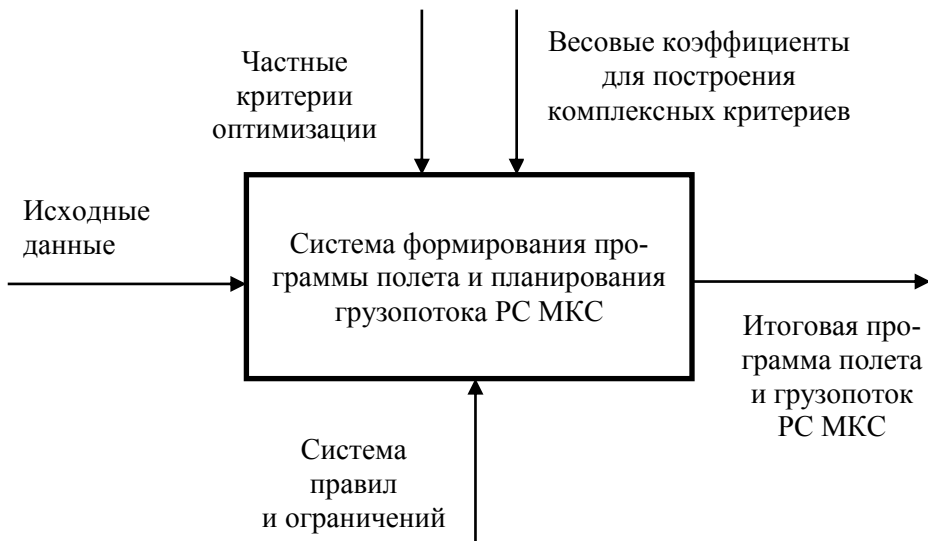 Частные
критерии
оптимизации
Весовые коэффициенты
для построения
комплексных критериев
Исходные
данные
Система формирования про-
граммы полета и планирования
грузопотока РС МКС
Итоговая про-
грамма полета
и грузопоток
РС МКС
Система
правил
и ограничений